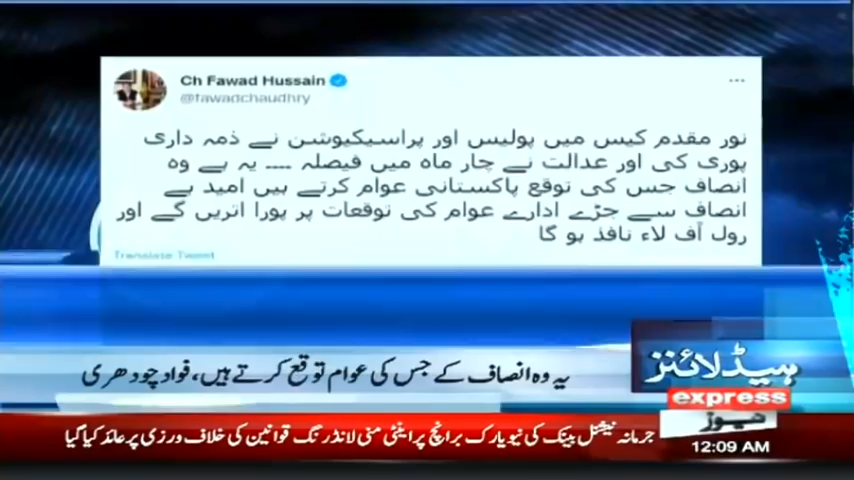 Ch Fawad Hussain
@fawadchaudhry
نور مقدم کیس میں پولیس اور پراسیکیوشن نے ذمہ داری
پوری کی اور عدالت نے چار ماہ میں فیصلہ .... یہ ہے وہ
انصاف جس کی توقع پاکستانی عوام کرتے ہیں امید ہے
انصاف سے جڑے ادارے عوام کی توقعات پر پورا اتریں گے اور
رول آف لاء نافذ ہو گا
Translate Tweet
یہ وہ انصاف کے جس کی عوام توقع کرتے ہیں، فواد چودھری
ہیڈلائنز
express
نیوز
12:09 AM
جرمانہ نیشنل بینک کی نیویارک برانچ پر اینٹی منی لانڈرنگ قوانین کی خلاف ورزی پر عائد کیا گیا